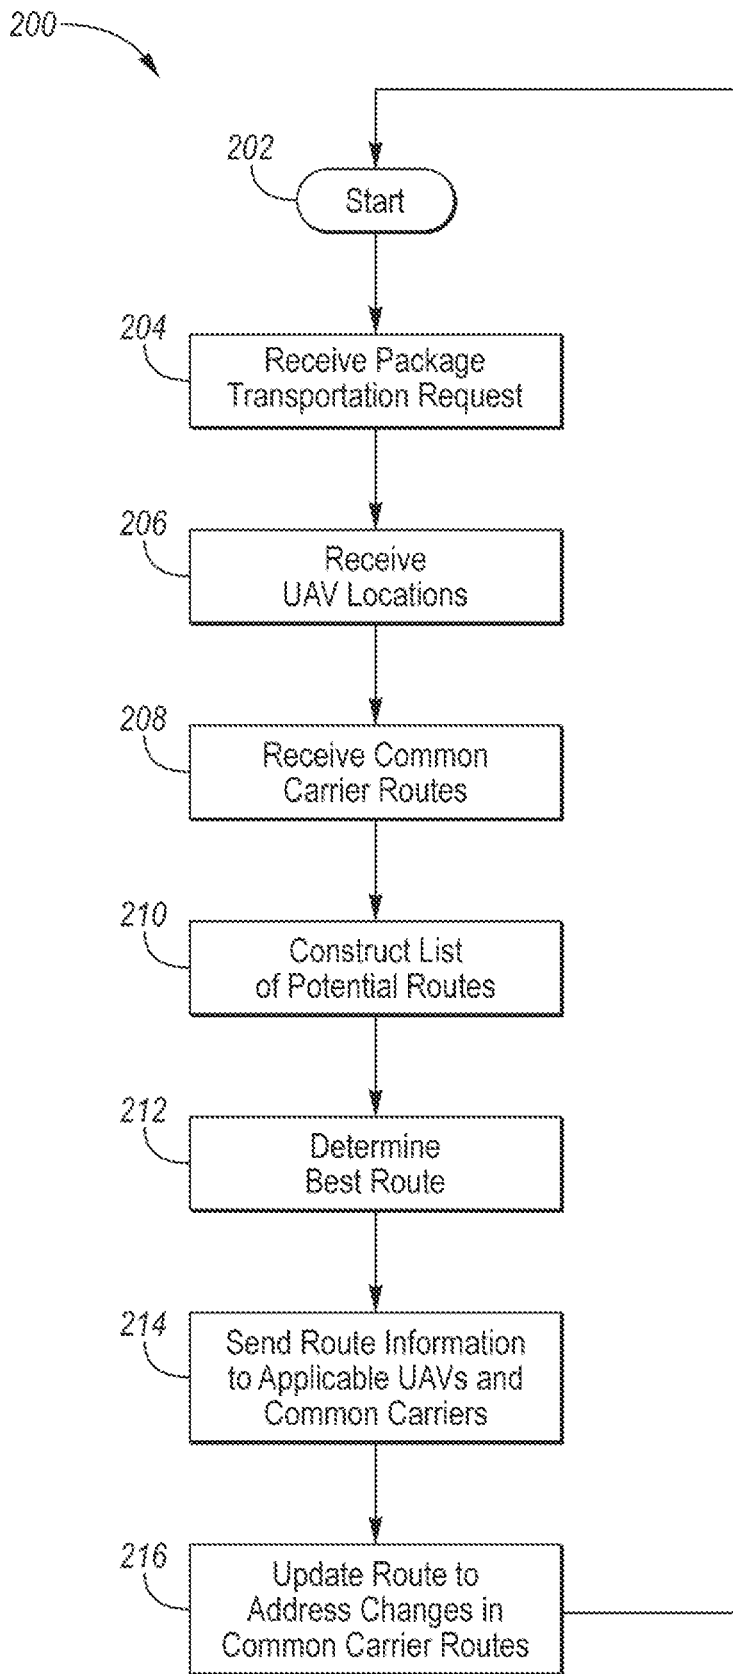 200
202
Start
204
Receive Package
Transportation Request
206
Receive
UAV Locations
208
Receive Common
Carrier Routes
210
Construct List
of Potential Routes
212
Determine
Best Route
214
Send Route Information
to Applicable UAVs and
Common Carriers
216
Update Route to
Address Changes in
Common Carrier Routes